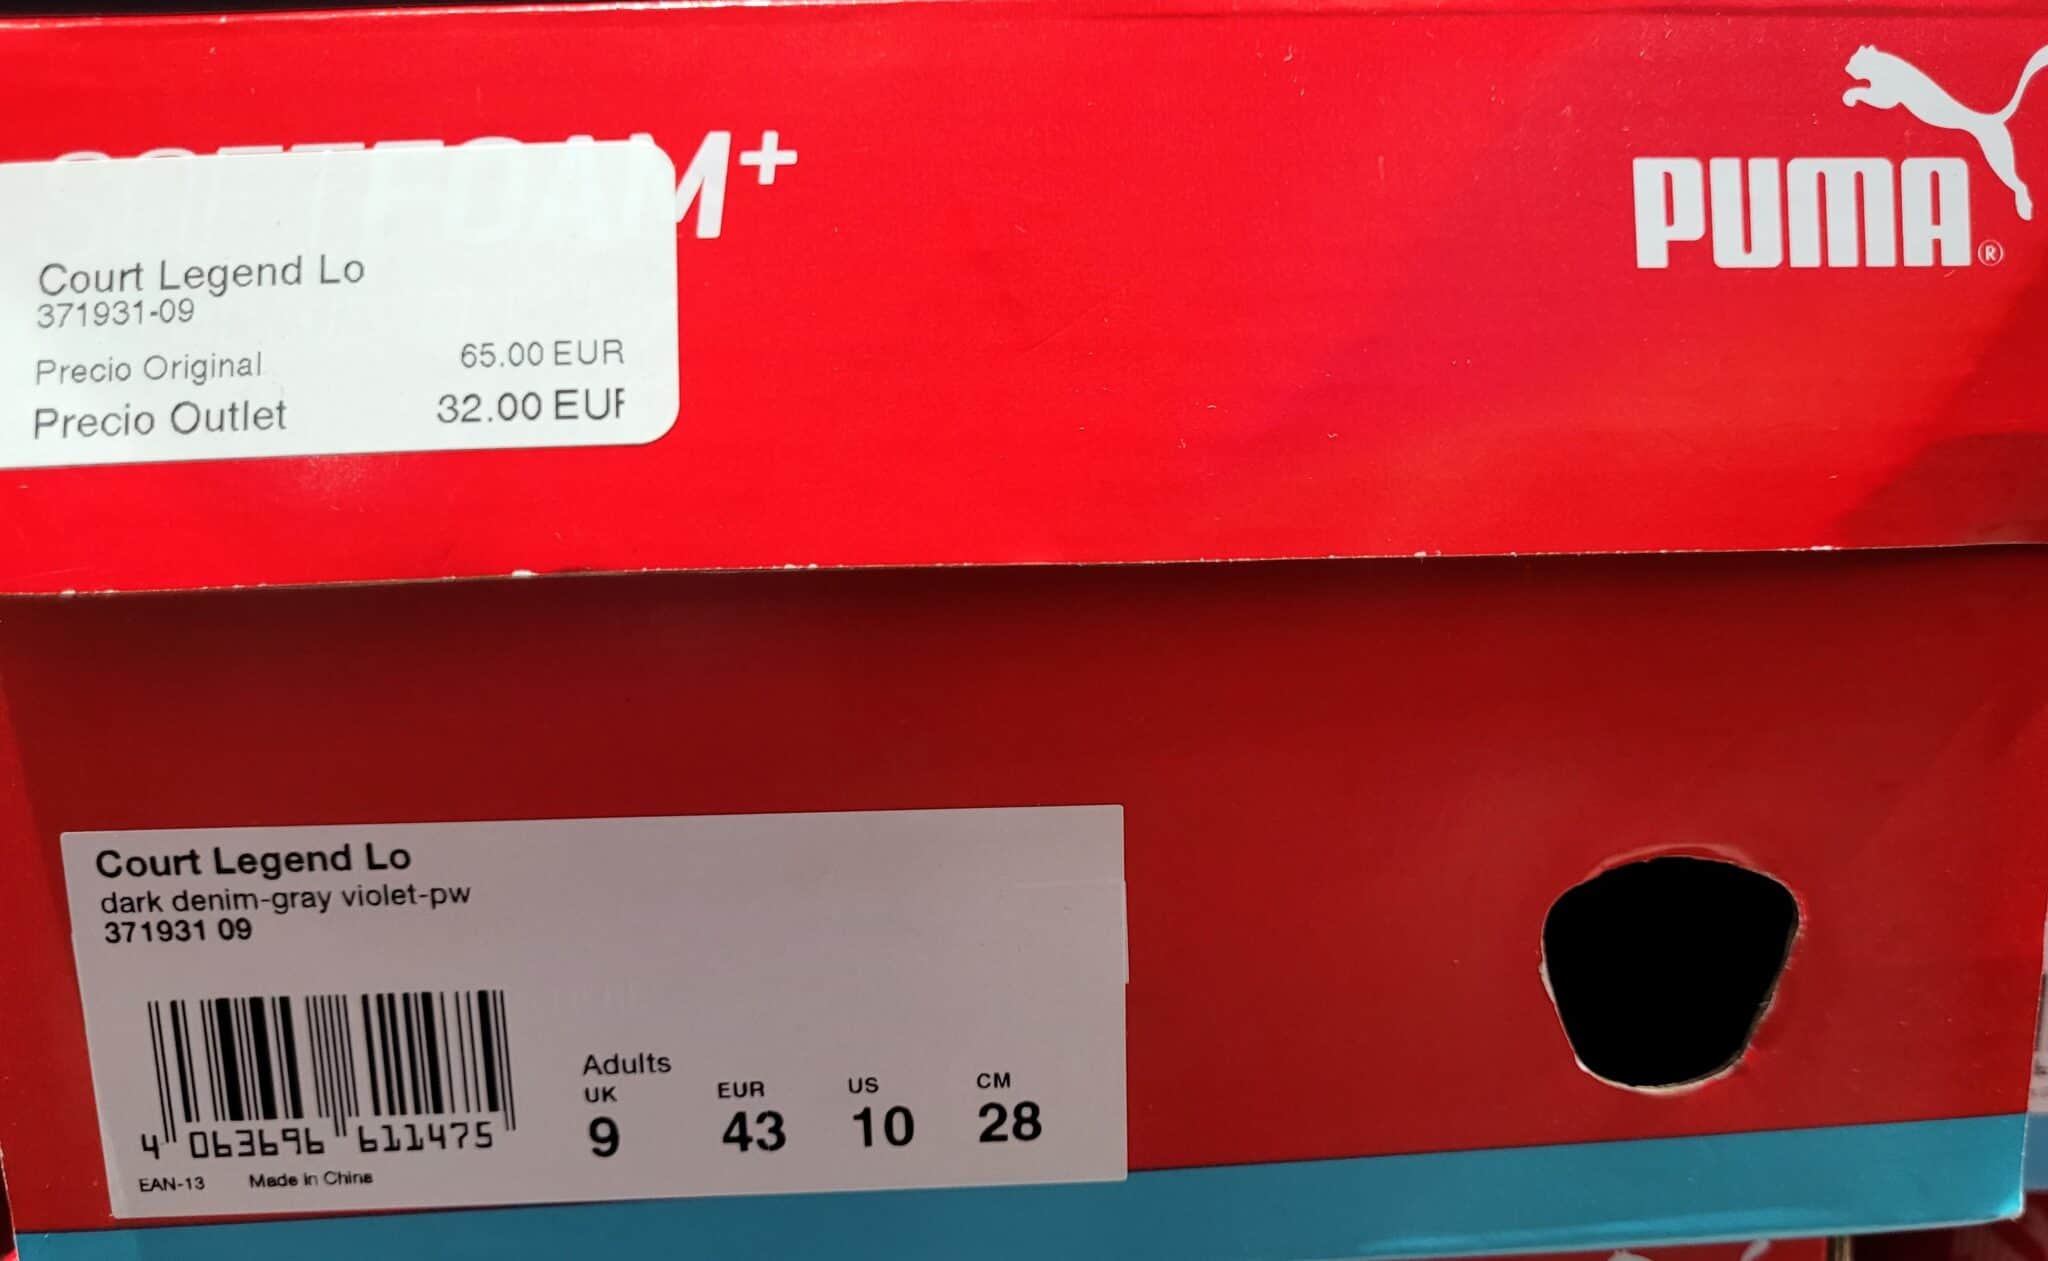 SOFTFOAM+
PUMA®
Court Legend Lo
371931-09
Precio Original 65.00 EUR
Precio Outlet 32.00 EUR
Court Legend Lo
dark denim-gray violet-pw
371931 09
4 063696 611475
EAN-13 Made in China
Adults
UK EUR US CM
9 43 10 28